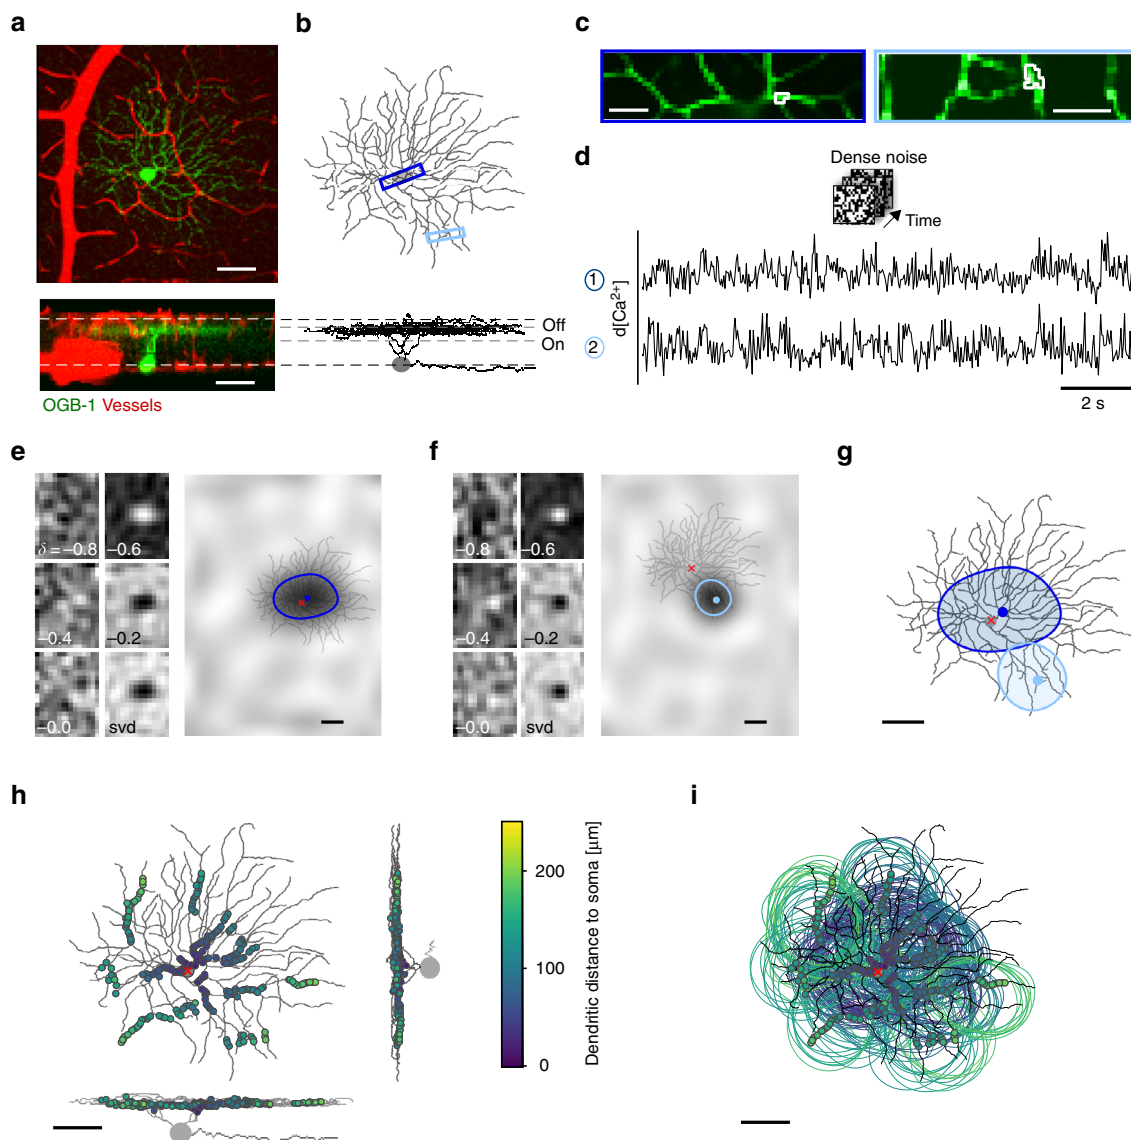 a
b
c
d
Dense noise
Time
1
2
d[Ca²⁺]
2 s
Off
On
OGB-1 Vessels
e
δ = −0.8
−0.6
−0.4
−0.2
−0.0
svd
f
−0.8
−0.6
−0.4
−0.2
−0.0
svd
g
h
200
100
0
Dendritic distance to soma [μm]
i